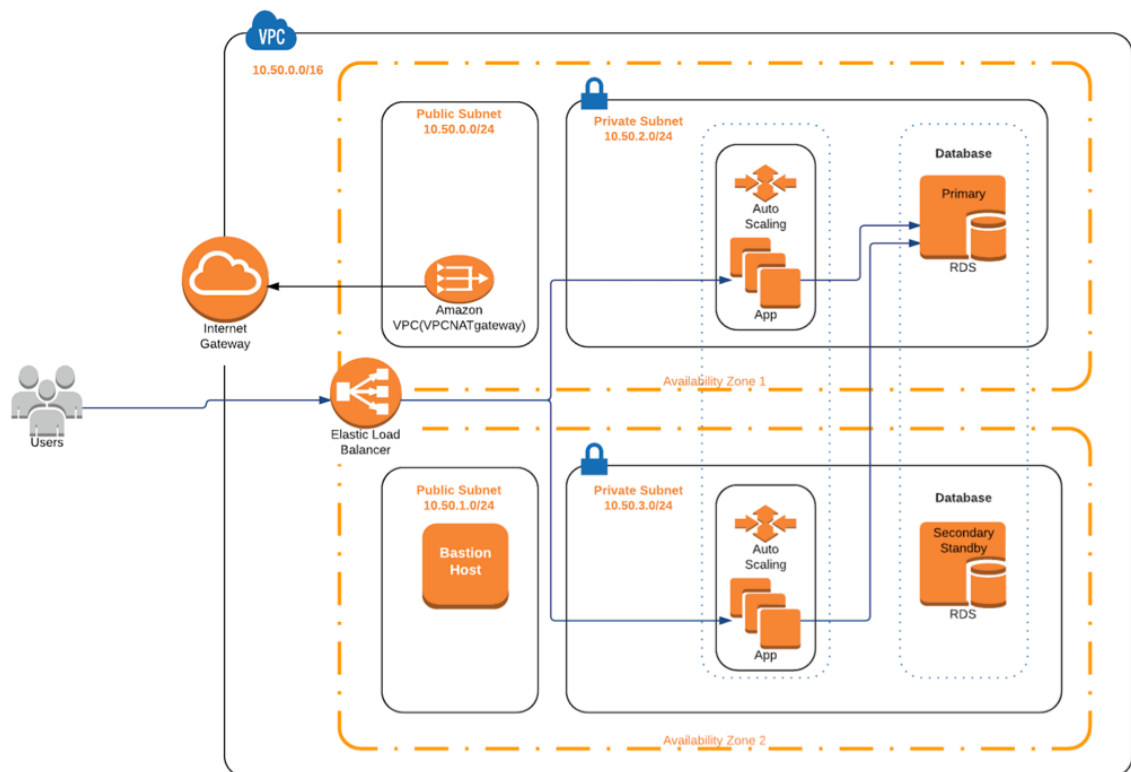 VPC
10.50.0.0/16
Public Subnet
10.50.0.0/24
Private Subnet
10.50.2.0/24
Auto
Scaling
App
Database
Primary
RDS
Amazon
VPC(VPCNATgateway)
Internet
Gateway
Availability Zone 1
Users
Elastic Load
Balancer
Public Subnet
10.50.1.0/24
Bastion
Host
Private Subnet
10.50.3.0/24
Auto
Scaling
App
Database
Secondary
Standby
RDS
Availability Zone 2